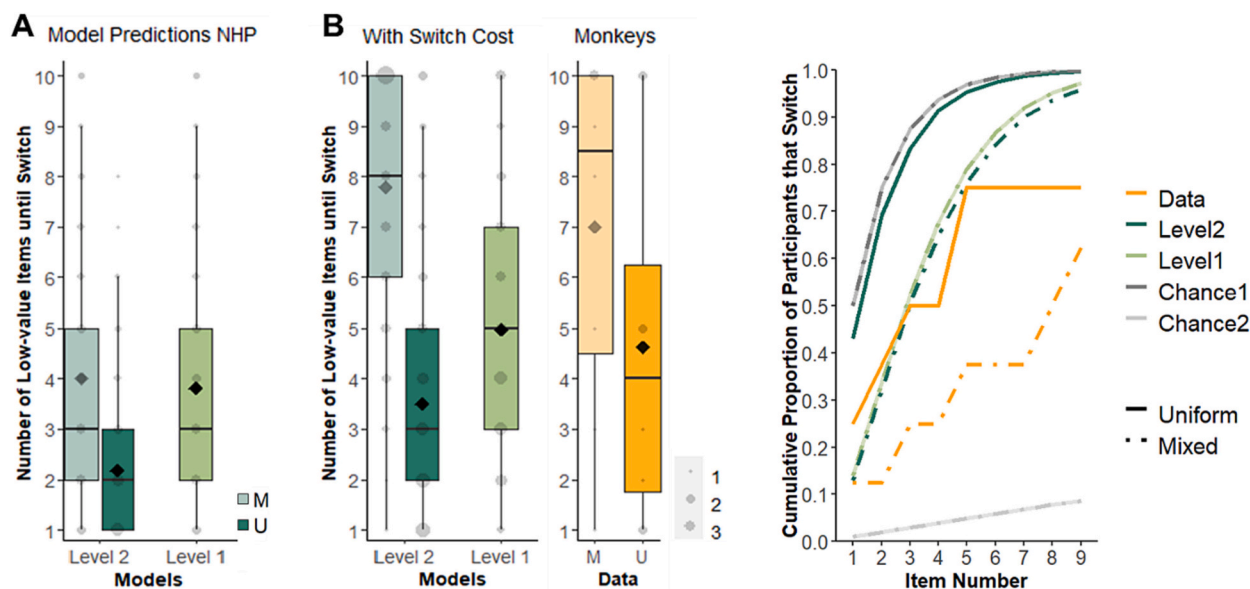 A
Model Predictions NHP
Number of Low-value Items until Switch
10
9
8
7
6
5
4
3
2
1
Level 2
Level 1
Models
M
U
B
With Switch Cost
Monkeys
Number of Low-value Items until Switch
10
9
8
7
6
5
4
3
2
1
Level 2
Level 1
Models
10
9
8
7
6
5
4
3
2
1
M
U
Data
1
2
3
Cumulative Proportion of Participants that Switch
1.0
0.9
0.8
0.7
0.6
0.5
0.4
0.3
0.2
0.1
0.0
1 2 3 4 5 6 7 8 9
Item Number
Data
Level2
Level1
Chance1
Chance2
Uniform
Mixed